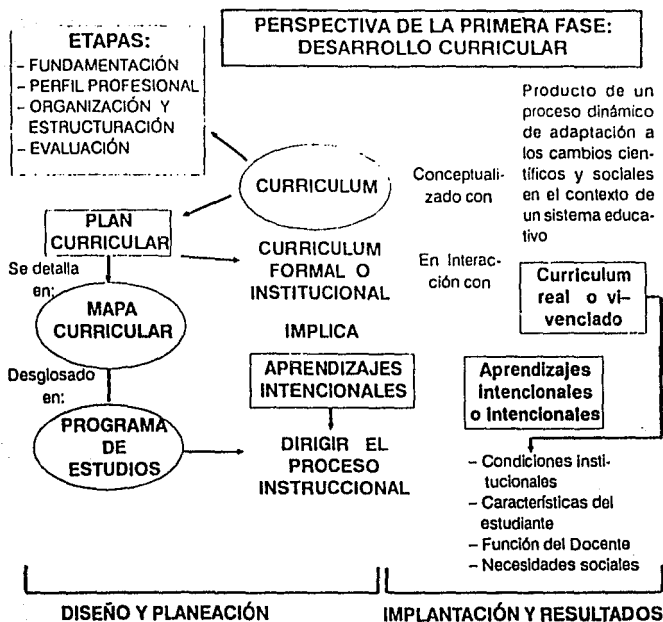 PERSPECTIVA DE LA PRIMERA FASE:
DESARROLLO CURRICULAR
ETAPAS:
– FUNDAMENTACIÓN
– PERFIL PROFESIONAL
– ORGANIZACIÓN Y
ESTRUCTURACIÓN
– EVALUACIÓN
CURRICULUM
Conceptuali-
zado con
Producto de un
proceso dinámico
de adaptación a
los cambios cien-
tíficos y sociales
en el contexto de
un sistema educa-
tivo
PLAN
CURRICULAR
CURRICULUM
FORMAL O
INSTITUCIONAL
En Interac-
ción con
Curriculum
real o vi-
venclado
Se detalla
en:
MAPA
CURRICULAR
IMPLICA
APRENDIZAJES
INTENCIONALES
Aprendizajes
intencionales
o intencionales
Desglosado
en:
PROGRAMA
DE
ESTUDIOS
DIRIGIR EL
PROCESO
INSTRUCCIONAL
– Condiciones insti-
tucionales
– Características del
estudiante
– Función del Docente
– Necesidades sociales
DISEÑO Y PLANEACIÓN
IMPLANTACIÓN Y RESULTADOS